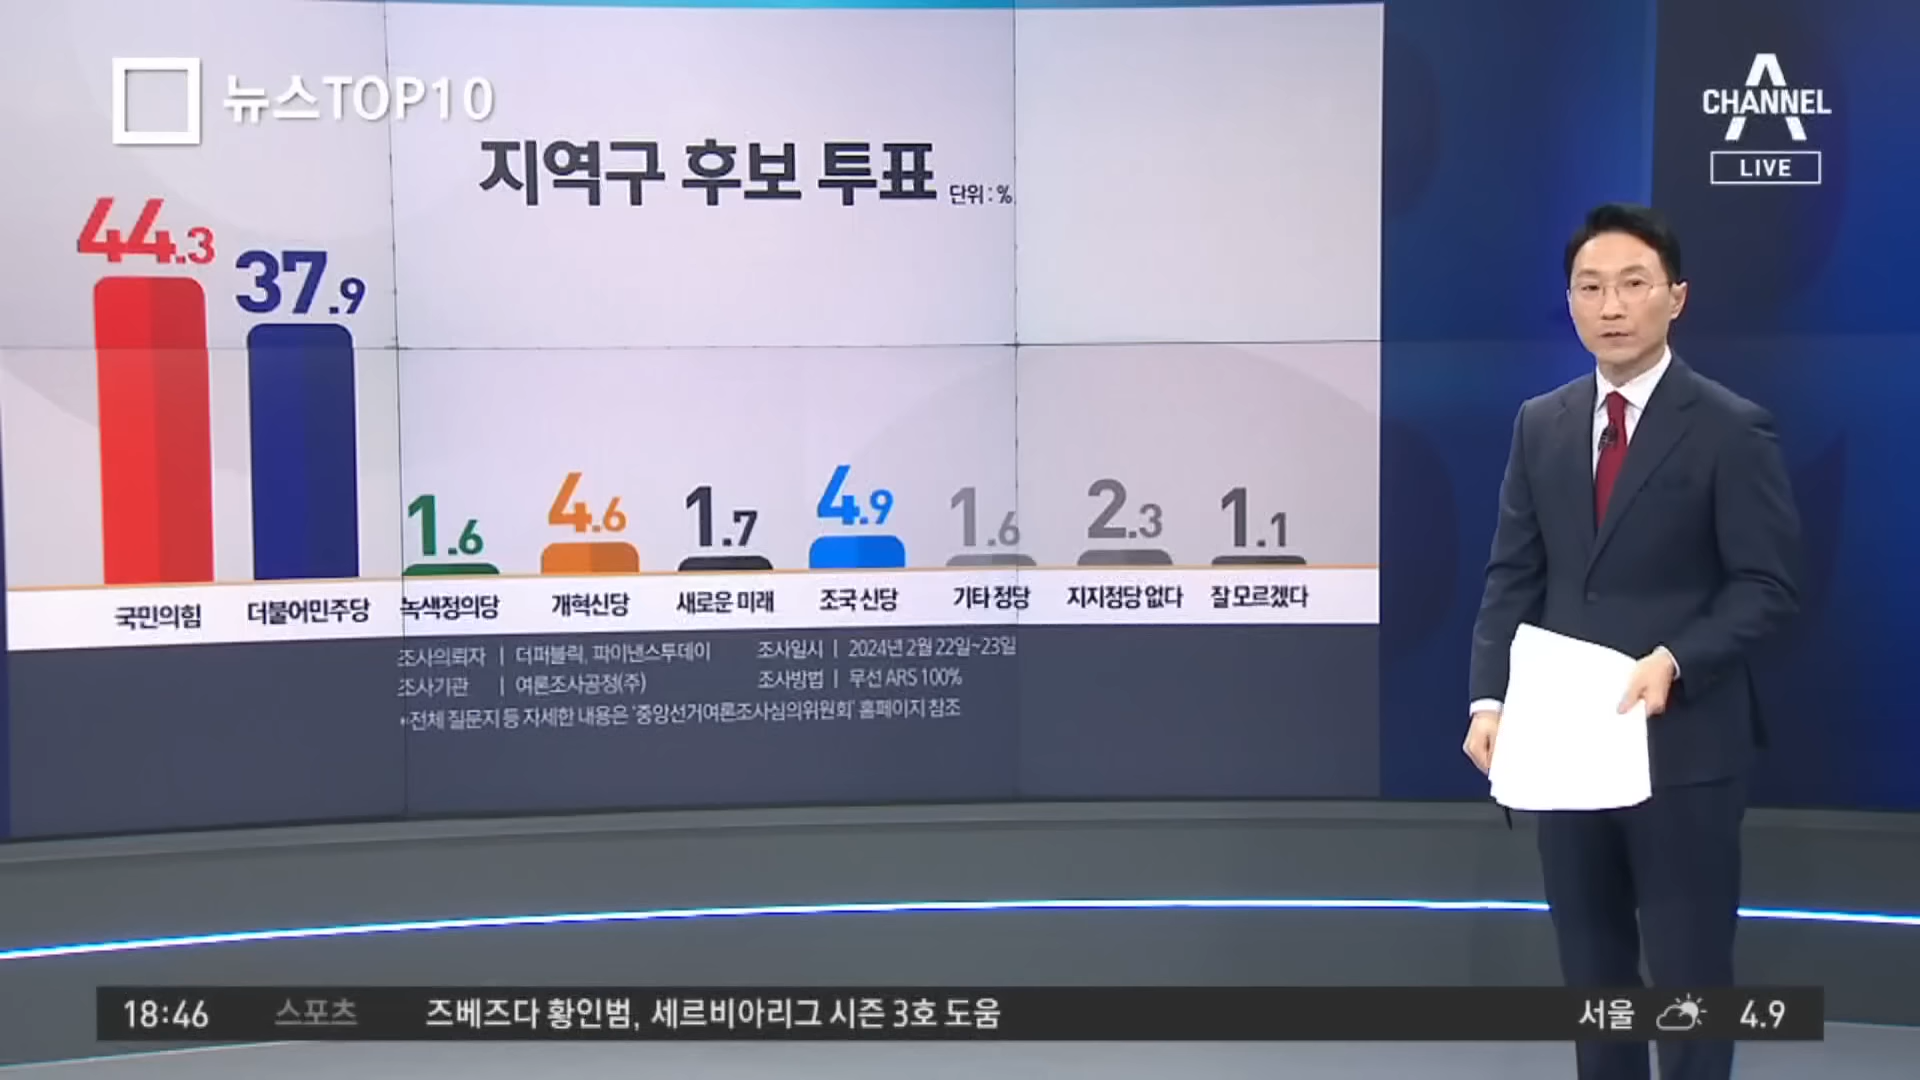 뉴스TOP10
CHANNEL A
LIVE
지역구 후보 투표 단위 : %
44.3
37.9
1.6
4.6
1.7
4.9
1.6
2.3
1.1
국민의힘
더불어민주당
녹색정의당
개혁신당
새로운 미래
조국 신당
기타 정당
지지정당 없다
잘 모르겠다
조사의뢰자 | 더퍼블릭, 파이낸스투데이
조사일시 | 2024년 2월 22일~23일
조사기관 | 여론조사공정(주)
조사방법 | 무선 ARS 100%
*전체 질문지 등 자세한 내용은 '중앙선거여론조사심의위원회' 홈페이지 참조
18:46 스포츠 즈베즈다 황인범, 세르비아리그 시즌 3호 도움 서울 4.9